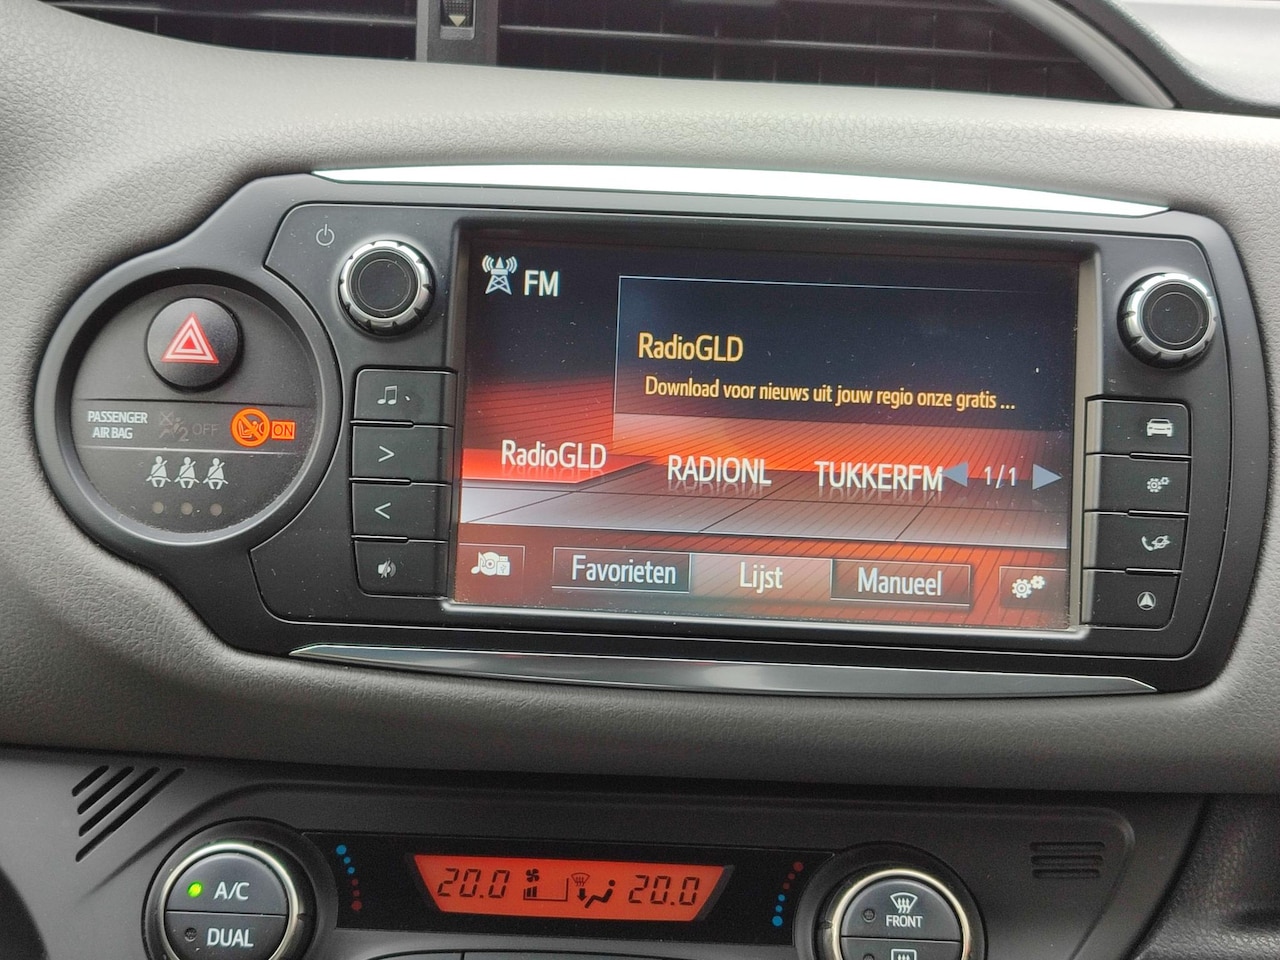 FM
RadioGLD
Download voor nieuws uit jouw regio onze gratis ...
RadioGLD RADIONL TUKKERFM 1/1
Favorieten Lijst Manueel
PASSENGER
AIR BAG
2 OFF ON
20.0 20.0
A/C
DUAL
FRONT